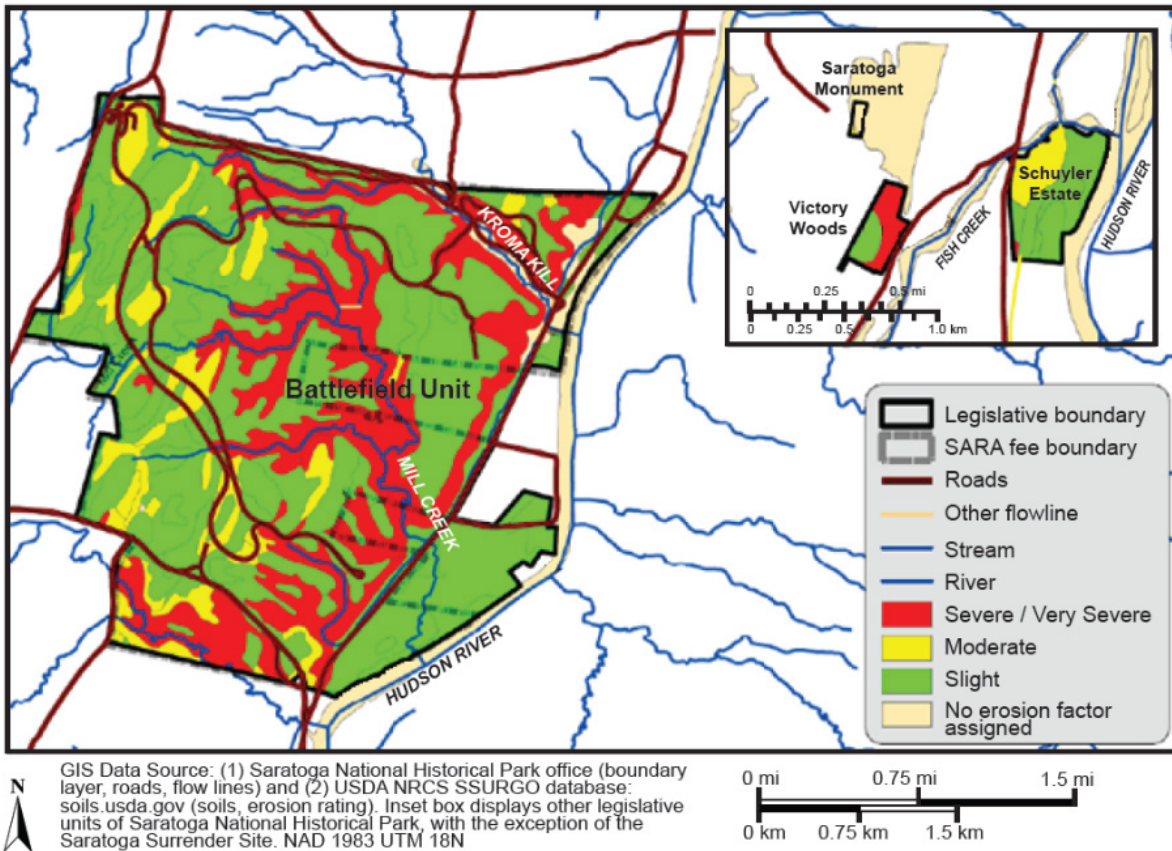 Saratoga
Monument
Schuyler
Estate
Victory
Woods
FISH CREEK
HUDSON RIVER
0 0.25 0.5 mi
0 0.25 0.5 1.0 km
KROMA KILL
Battlefield Unit
MILL CREEK
HUDSON RIVER
Legislative boundary
SARA fee boundary
Roads
Other flowline
Stream
River
Severe / Very Severe
Moderate
Slight
No erosion factor
assigned
N
GIS Data Source: (1) Saratoga National Historical Park office (boundary
layer, roads, flow lines) and (2) USDA NRCS SSURGO database:
soils.usda.gov (soils, erosion rating). Inset box displays other legislative
units of Saratoga National Historical Park, with the exception of the
Saratoga Surrender Site. NAD 1983 UTM 18N
0 mi 0.75 mi 1.5 mi
0 km 0.75 km 1.5 km